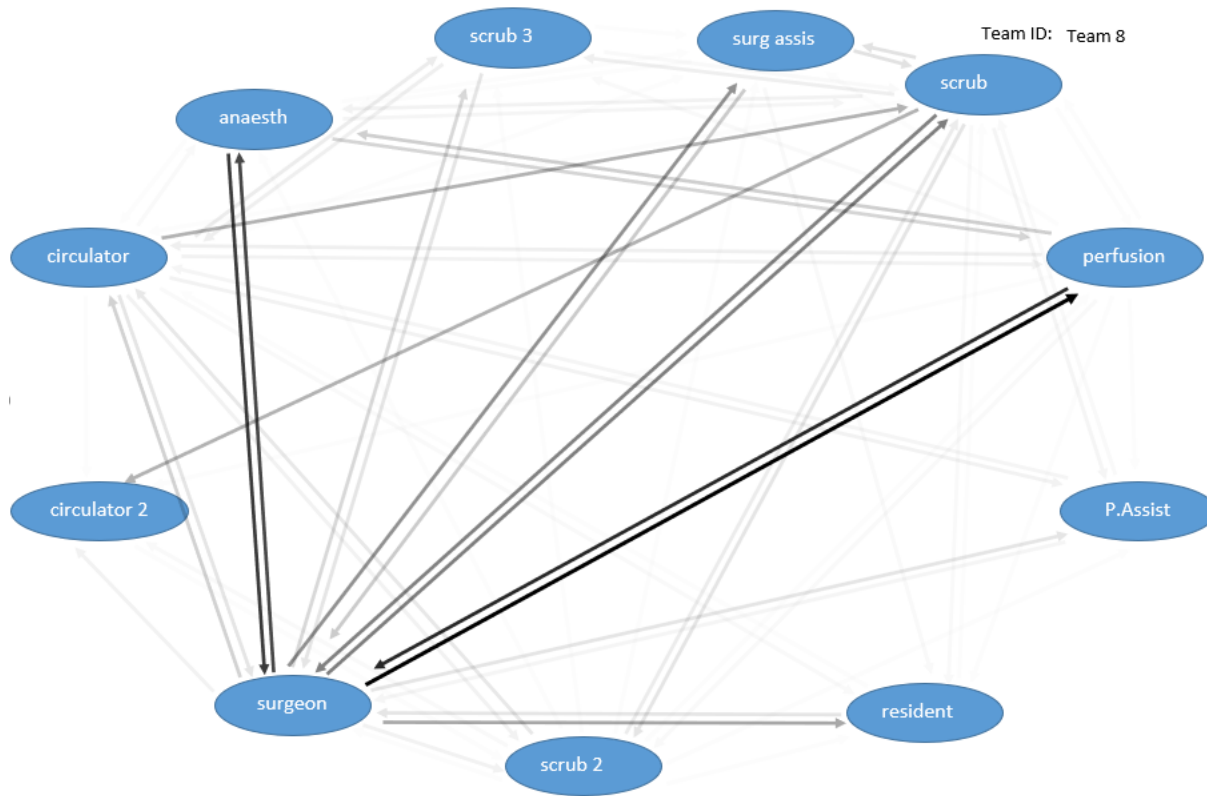 scrub 3
surg assis
Team ID: Team 8
scrub
anaesth
circulator
perfusion
circulator 2
P.Assist
surgeon
resident
scrub 2